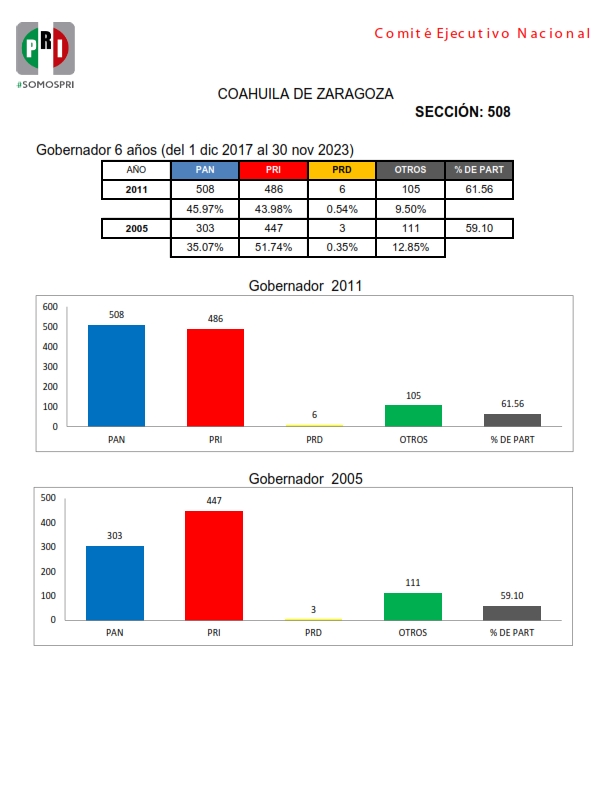 Comité Ejecutivo Nacional
PRI
#SOMOSPRI
COAHUILA DE ZARAGOZA
SECCIÓN: 508
Gobernador 6 años (del 1 dic 2017 al 30 nov 2023)
AÑO PAN PRI PRD OTROS % DE PART
2011 508 486 6 105 61.56
45.97% 43.98% 0.54% 9.50%
2005 303 447 3 111 59.10
35.07% 51.74% 0.35% 12.85%
Gobernador 2011
600
500
400
300
200
100
0
508
486
6
105
61.56
PAN PRI PRD OTROS % DE PART
Gobernador 2005
500
400
300
200
100
0
303
447
3
111
59.10
PAN PRI PRD OTROS % DE PART